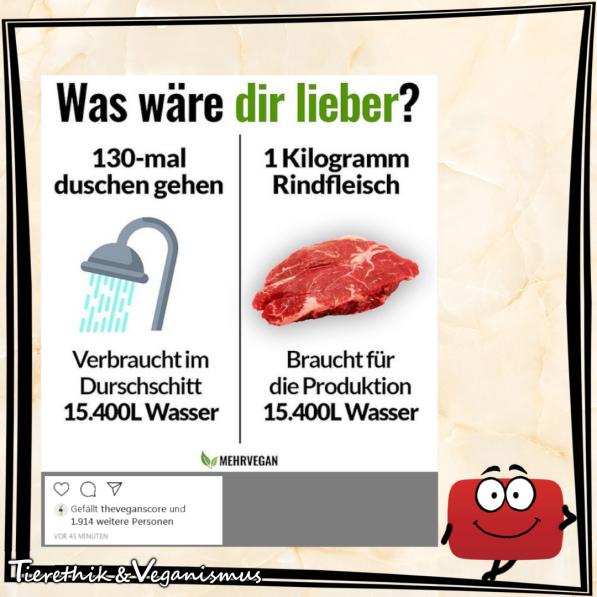 Was wäre dir lieber?
130-mal
duschen gehen
Verbraucht im
Durschschitt
15.400L Wasser
1 Kilogramm
Rindfleisch
Braucht für
die Produktion
15.400L Wasser
MEHRVEGAN
Gefällt theveganscore und
1.914 weitere Personen
VOR 45 MINUTEN
Tierethik & Veganismus